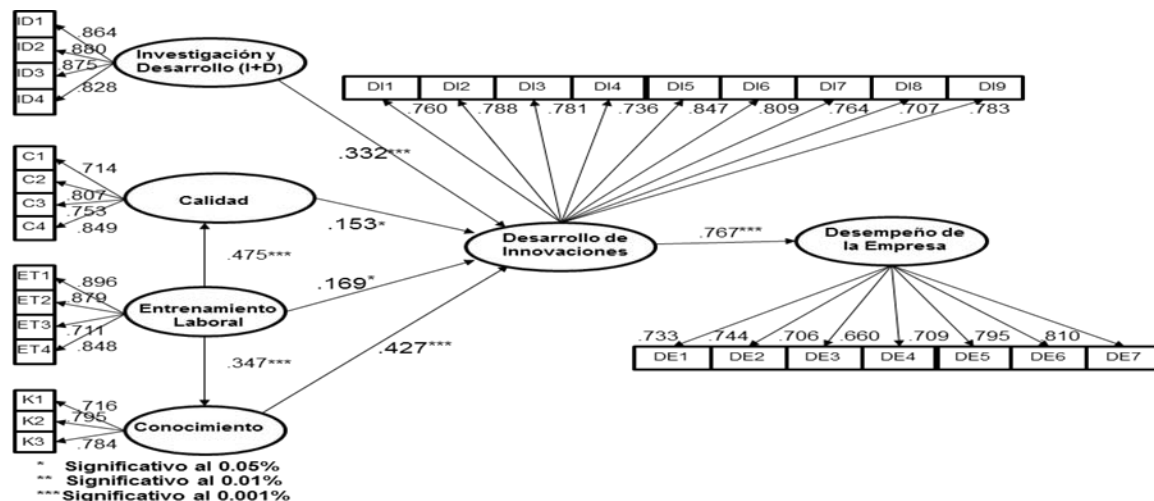 ID1
.864
ID2
.880
ID3
.875
ID4
.828
Investigación y
Desarrollo (I+D)
DI1 DI2 DI3 DI4 DI5 DI6 DI7 DI8 DI9
.760 .788 .781 .736 .847 .809 .764 .707 .783
.332***
C1
.714
C2
.807
C3
.753
C4
.849
Calidad
.153*
Desarrollo de
Innovaciones
.767***
Desempeño de
la Empresa
.475***
ET1
.896
ET2
.879
ET3
.711
ET4
.848
Entrenamiento
Laboral
.169*
.347***
.427***
.733 .744 .706 .660 .709 .795 .810
DE1 DE2 DE3 DE4 DE5 DE6 DE7
K1
.716
K2
.795
K3
.784
Conocimiento
* Significativo al 0.05%
** Significativo al 0.01%
***Significativo al 0.001%